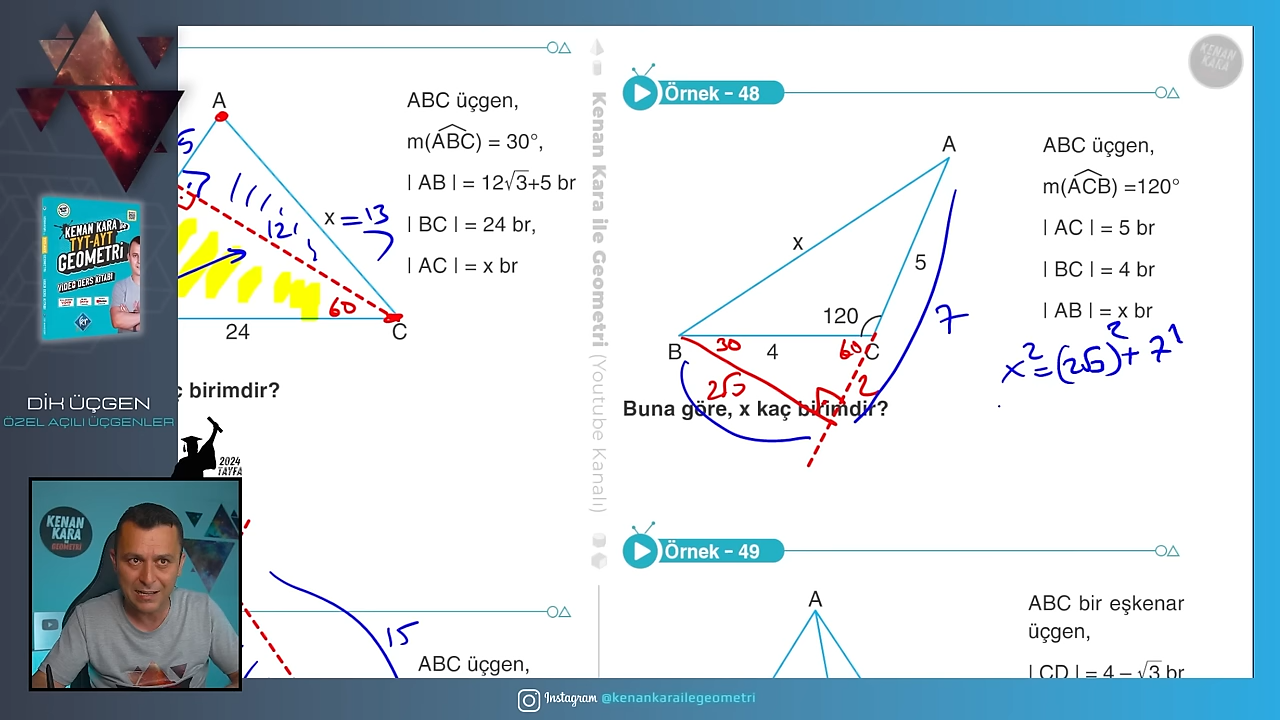 A
ABC üçgen,
m(ABC) = 30°,
| AB | = 12√3+5 br
| BC | = 24 br,
| AC | = x br
5
x = 13
12
60
24
C
ç birimdir?
15
ABC üçgen,
Kenan Kara ile Geometri (Youtube Kanalı)
KENAN KARA
Örnek – 48
A
ABC üçgen,
m(ACB) =120°
| AC | = 5 br
| BC | = 4 br
| AB | = x br
x
5
7
120
B
30
4
60
C
2√3
2
x² = (2√3)² + 7²
Buna göre, x kaç birimdir?
Örnek – 49
A
ABC bir eşkenar
üçgen,
| CD | = 4 – √3 br
KENAN KARA
TYT-AYT
GEOMETRİ
VİDEO DERS KİTABI
DİK ÜÇGEN
ÖZEL AÇILI ÜÇGENLER
2024
TAYFA
KENAN
KARA
GEOMETRİ
Instagram @kenankarailegeometri